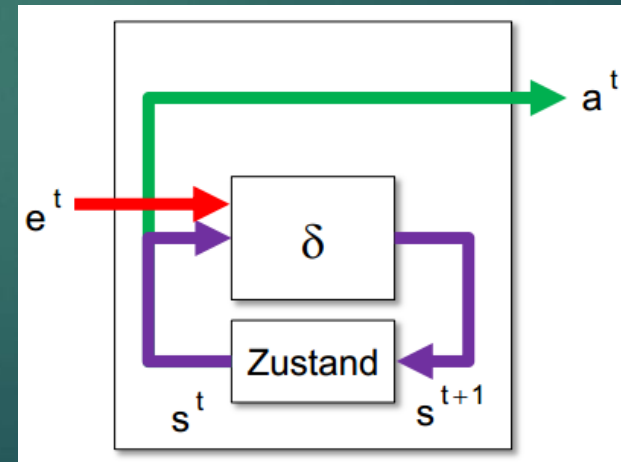 a^t
e^t
δ
Zustand
s^t
s^{t+1}